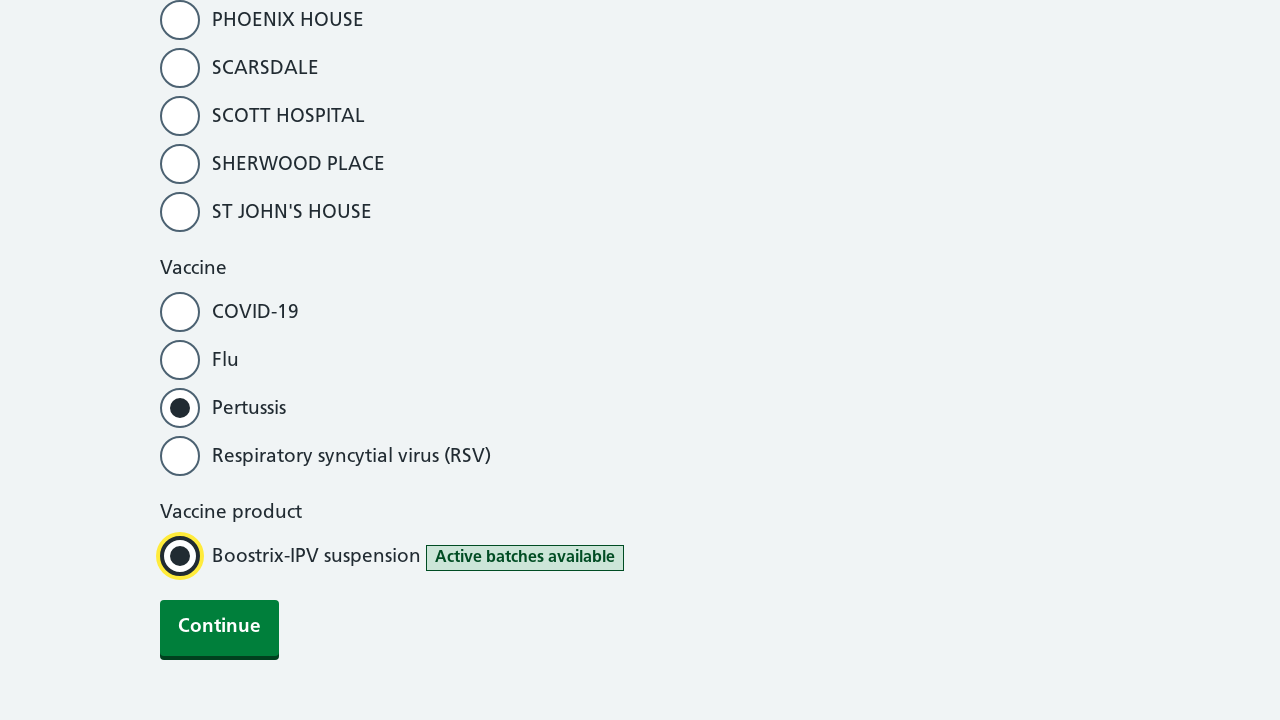 PHOENIX HOUSE
SCARSDALE
SCOTT HOSPITAL
SHERWOOD PLACE
ST JOHN'S HOUSE
Vaccine
COVID-19
Flu
Pertussis
Respiratory syncytial virus (RSV)
Vaccine product
Boostrix-IPV suspension Active batches available
Continue